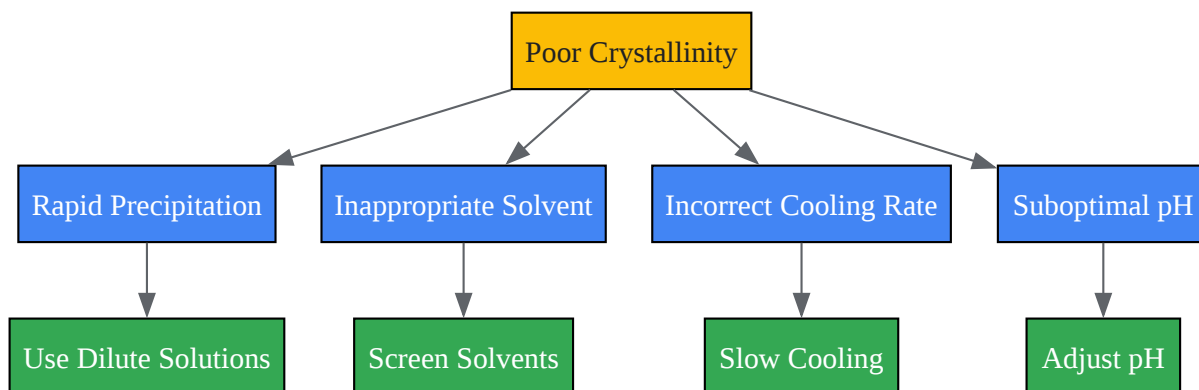 Poor Crystallinity
Rapid Precipitation
Inappropriate Solvent
Incorrect Cooling Rate
Suboptimal pH
Use Dilute Solutions
Screen Solvents
Slow Cooling
Adjust pH